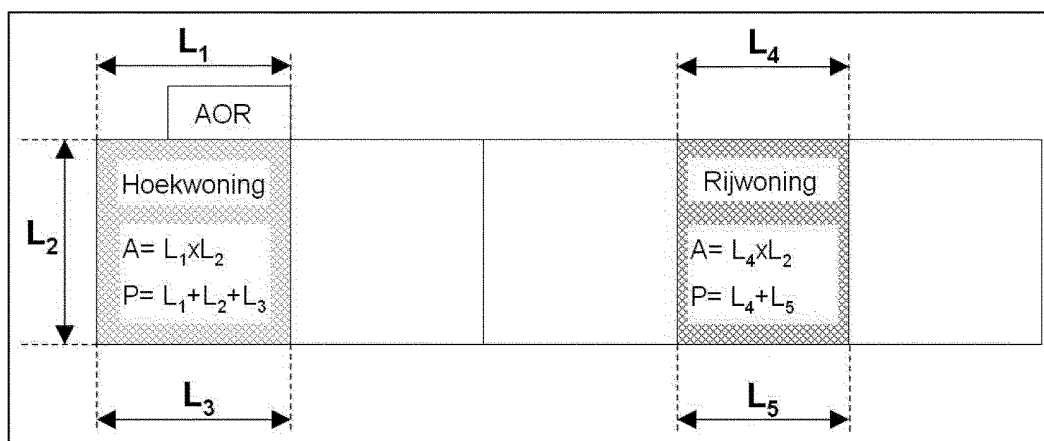 L₁
L₄
AOR
Hoekwoning
Rijwoning
L₂
A= L₁xL₂
A= L₄xL₂
P= L₁+L₂+L₃
P= L₄+L₅
L₃
L₅